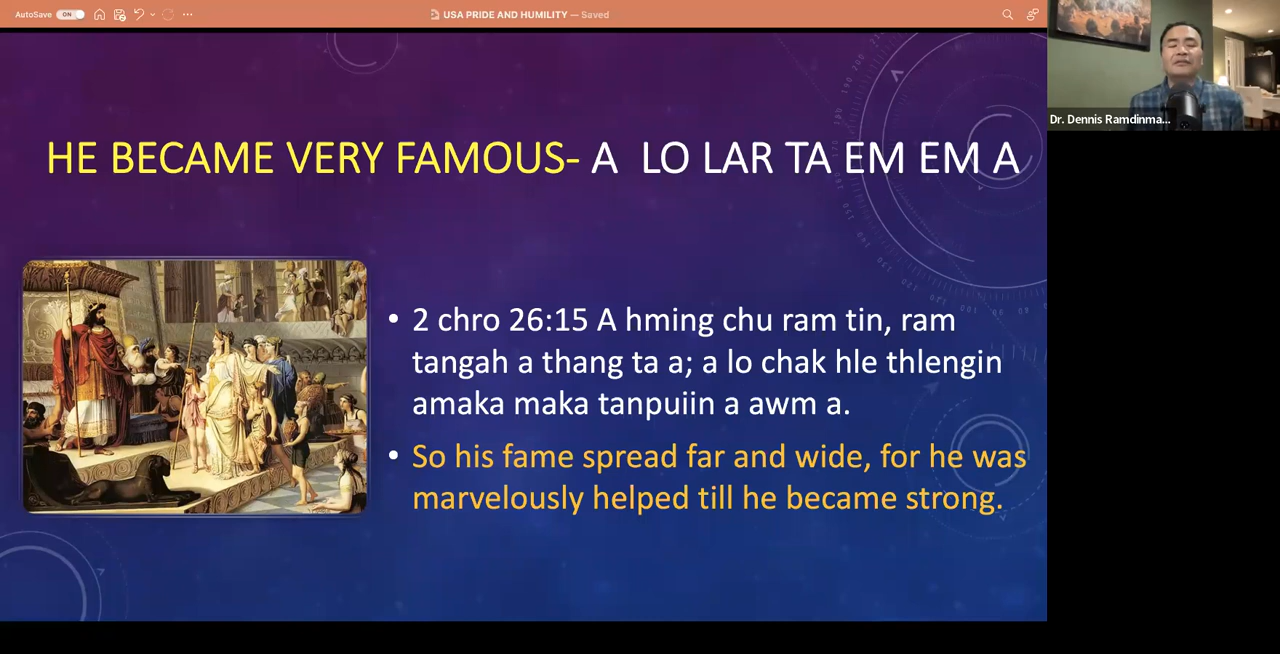 AutoSave ON
USA PRIDE AND HUMILITY — Saved
Dr. Dennis Ramdinma...
HE BECAME VERY FAMOUS- A LO LAR TA EM EM A
• 2 chro 26:15 A hming chu ram tin, ram
tangah a thang ta a; a lo chak hle thlengin
amaka maka tanpuiin a awm a.
• So his fame spread far and wide, for he was
marvelously helped till he became strong.